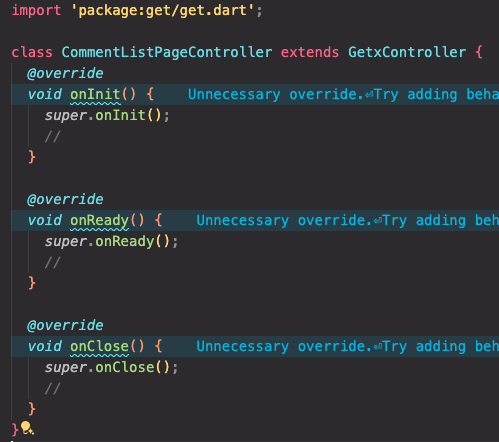 import 'package:get/get.dart';
class CommentListPageController extends GetxController {
@override
void onInit() { Unnecessary override.⏎Try adding beha
super.onInit();
//
}
@override
void onReady() { Unnecessary override.⏎Try adding beh
super.onReady();
//
}
@override
void onClose() { Unnecessary override.⏎Try adding beh
super.onClose();
//
}
}